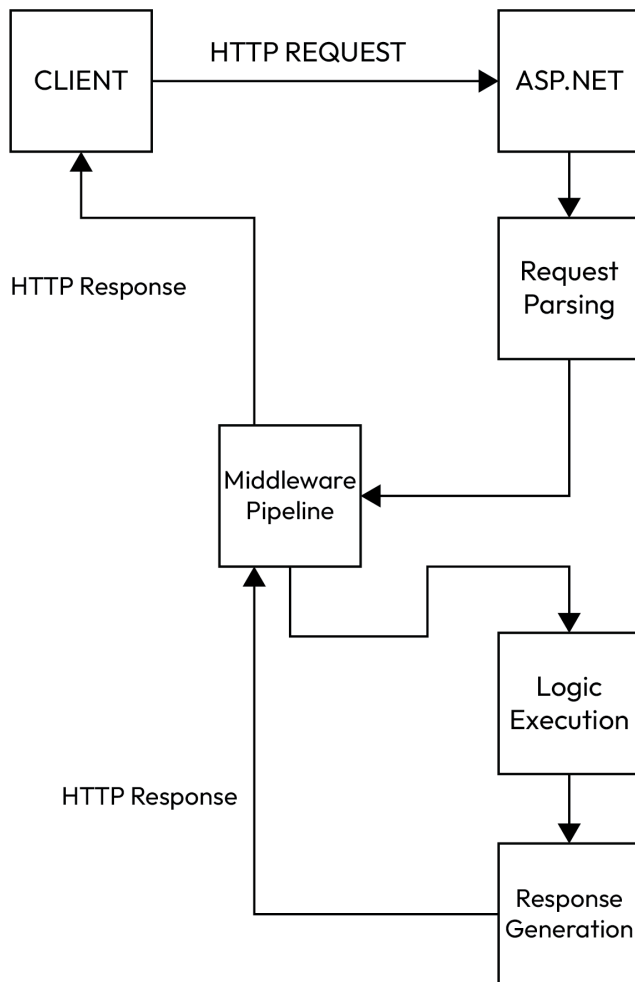 CLIENT
HTTP REQUEST
ASP.NET
HTTP Response
Request
Parsing
Middleware
Pipeline
Logic
Execution
HTTP Response
Response
Generation